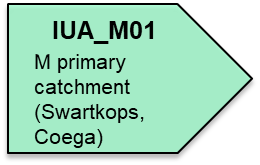 IUA_M01
M primary
catchment
(Swartkops,
Coega)